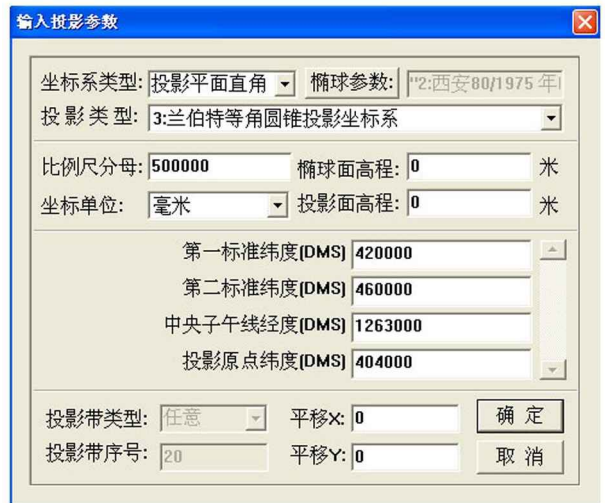 输入投影参数
坐标系类型: 投影平面直角 椭球参数: "2:西安80/1975年
投影类型: 3:兰伯特等角圆锥投影坐标系
比例尺分母: 500000 椭球面高程: 0 米
坐标单位: 毫米 投影面高程: 0 米
第一标准纬度(DMS) 420000
第二标准纬度(DMS) 460000
中央子午线经度(DMS) 1263000
投影原点纬度(DMS) 404000
投影带类型: 任意 平移X: 0 确定
投影带序号: 20 平移Y: 0 取消